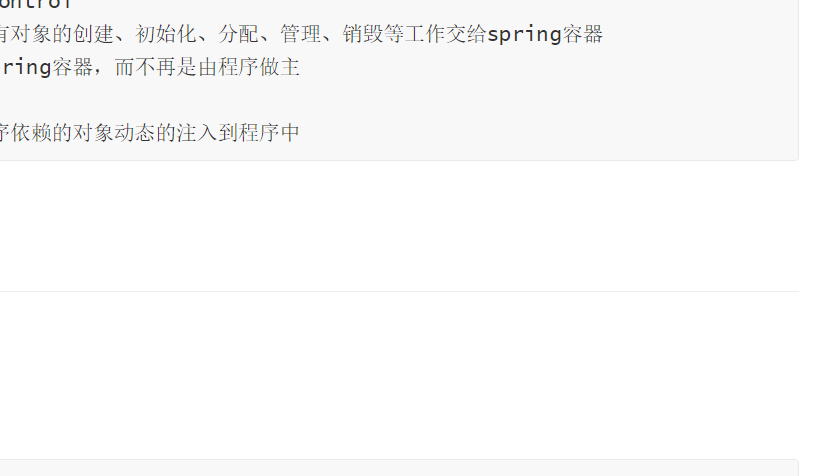 ontrol
有对象的创建、初始化、分配、管理、销毁等工作交给spring容器
ring容器，而不再是由程序做主
序依赖的对象动态的注入到程序中